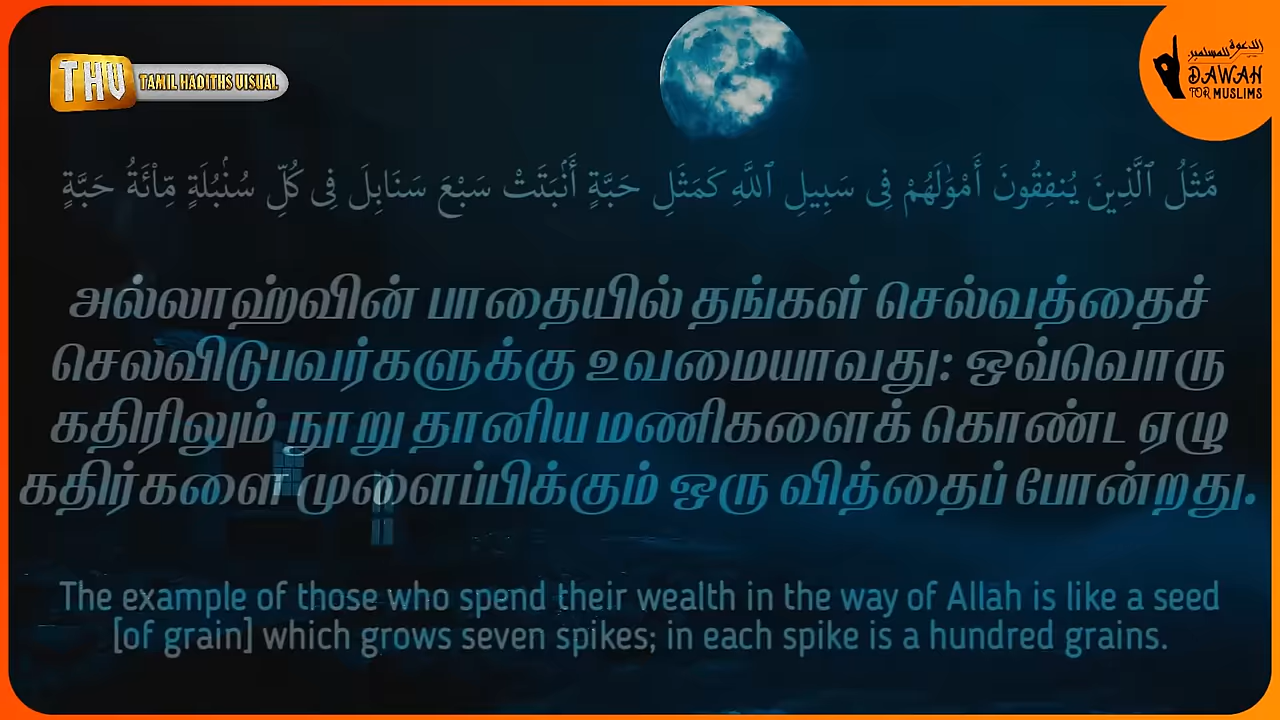 THV
TAMIL HADITHS VISUAL
الدعوة للمسلمين
DAWAH
FOR MUSLIMS
مَّثَلُ ٱلَّذِينَ يُنفِقُونَ أَمْوَٰلَهُمْ فِى سَبِيلِ ٱللَّهِ كَمَثَلِ حَبَّةٍ أَنۢبَتَتْ سَبْعَ سَنَابِلَ فِى كُلِّ سُنۢبُلَةٍ مِّا۟ئَةُ حَبَّةٍ
அல்லாஹ்வின் பாதையில் தங்கள் செல்வத்தைச்
செலவிடுபவர்களுக்கு உவமையாவது: ஒவ்வொரு
கதிரிலும் நூறு தானிய மணிகளைக் கொண்ட ஏழு
கதிர்களை முளைப்பிக்கும் ஒரு வித்தைப் போன்றது.
The example of those who spend their wealth in the way of Allah is like a seed
[of grain] which grows seven spikes; in each spike is a hundred grains.